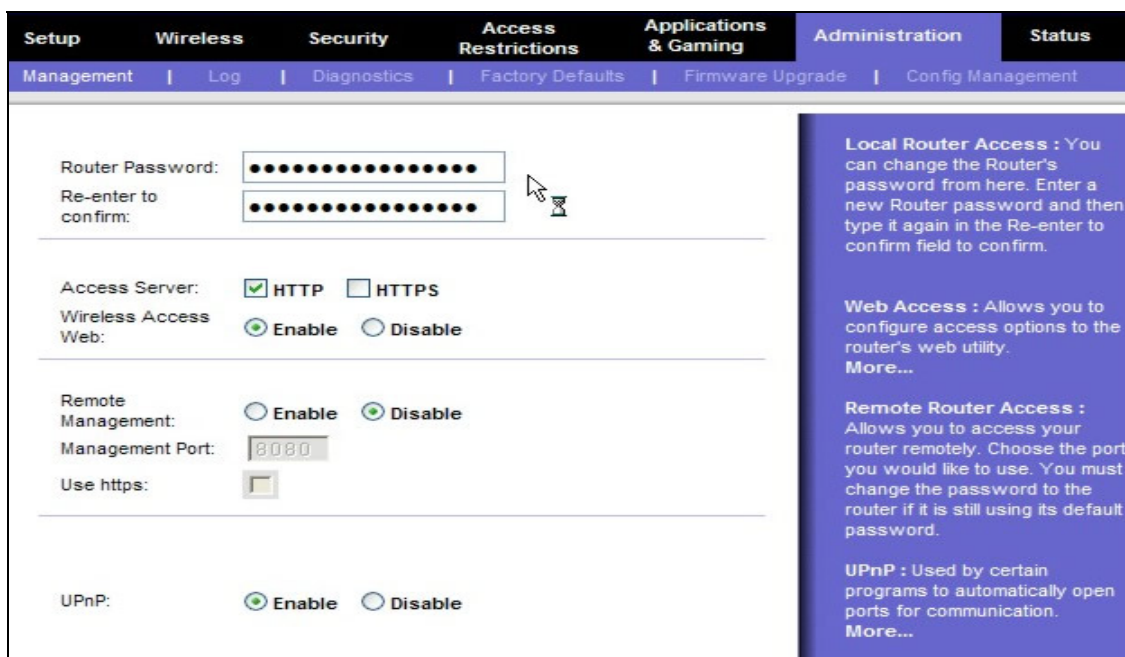 Setup Wireless Security Access Restrictions Applications & Gaming Administration Status
Management | Log | Diagnostics | Factory Defaults | Firmware Upgrade | Config Management
Router Password: ●●●●●●●●●●●●●●●●
Re-enter to
confirm: ●●●●●●●●●●●●●●●●
Access Server: HTTP HTTPS
Wireless Access
Web: Enable Disable
Remote
Management: Enable Disable
Management Port: 8080
Use https:
UPnP: Enable Disable
Local Router Access : You
can change the Router's
password from here. Enter a
new Router password and then
type it again in the Re-enter to
confirm field to confirm.
Web Access : Allows you to
configure access options to the
router's web utility.
More...
Remote Router Access :
Allows you to access your
router remotely. Choose the port
you would like to use. You must
change the password to the
router if it is still using its default
password.
UPnP : Used by certain
programs to automatically open
ports for communication.
More...